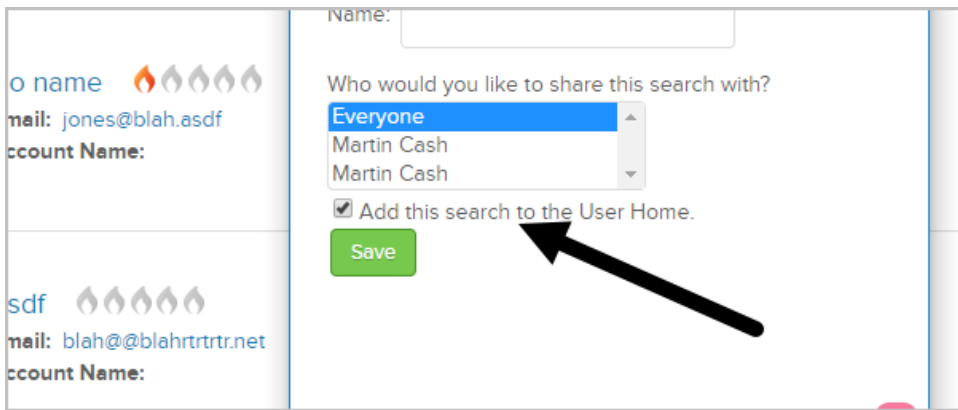 o name
mail: jones@blah.asdf
ccount Name:
sdf
mail: blah@@blahrtrtrtr.net
ccount Name:
Name:
Who would you like to share this search with?
Everyone
Martin Cash
Martin Cash
Add this search to the User Home.
Save